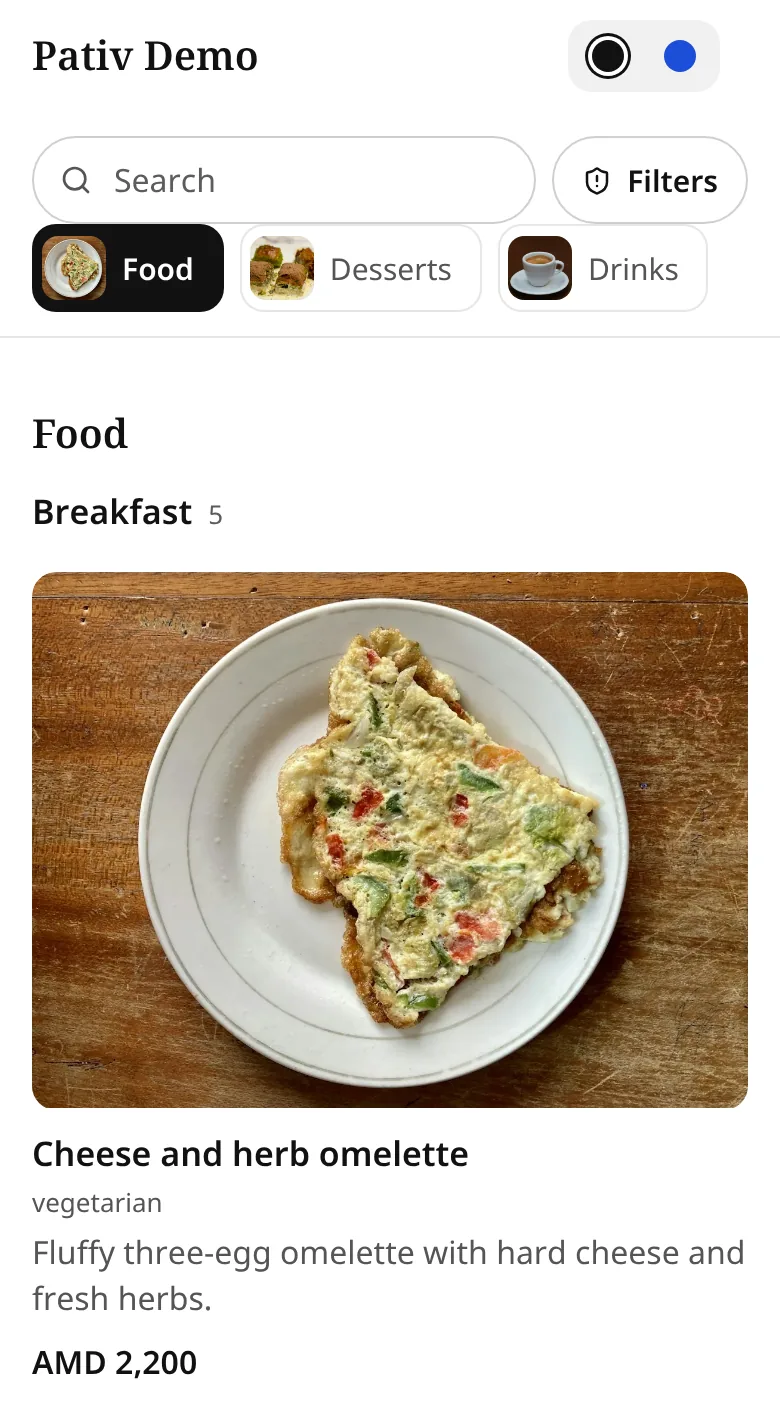 Pativ Demo
Search
Filters
Food
Desserts
Drinks
Food
Breakfast 5
Cheese and herb omelette
vegetarian
Fluffy three-egg omelette with hard cheese and
fresh herbs.
AMD 2,200